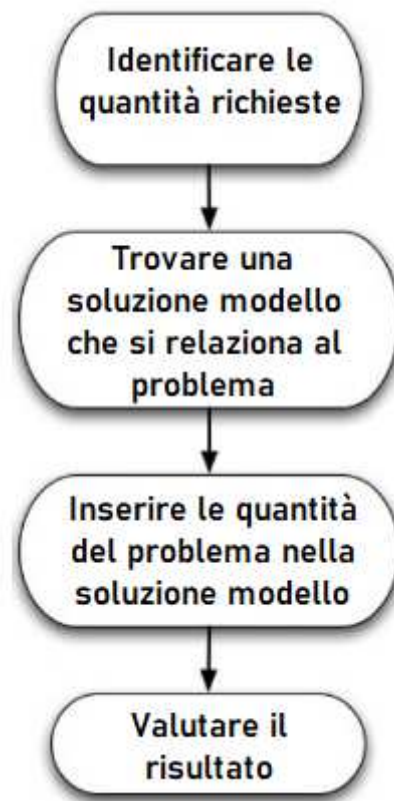 Identificare le
quantità richieste
Trovare una
soluzione modello
che si relaziona al
problema
Inserire le quantità
del problema nella
soluzione modello
Valutare il
risultato